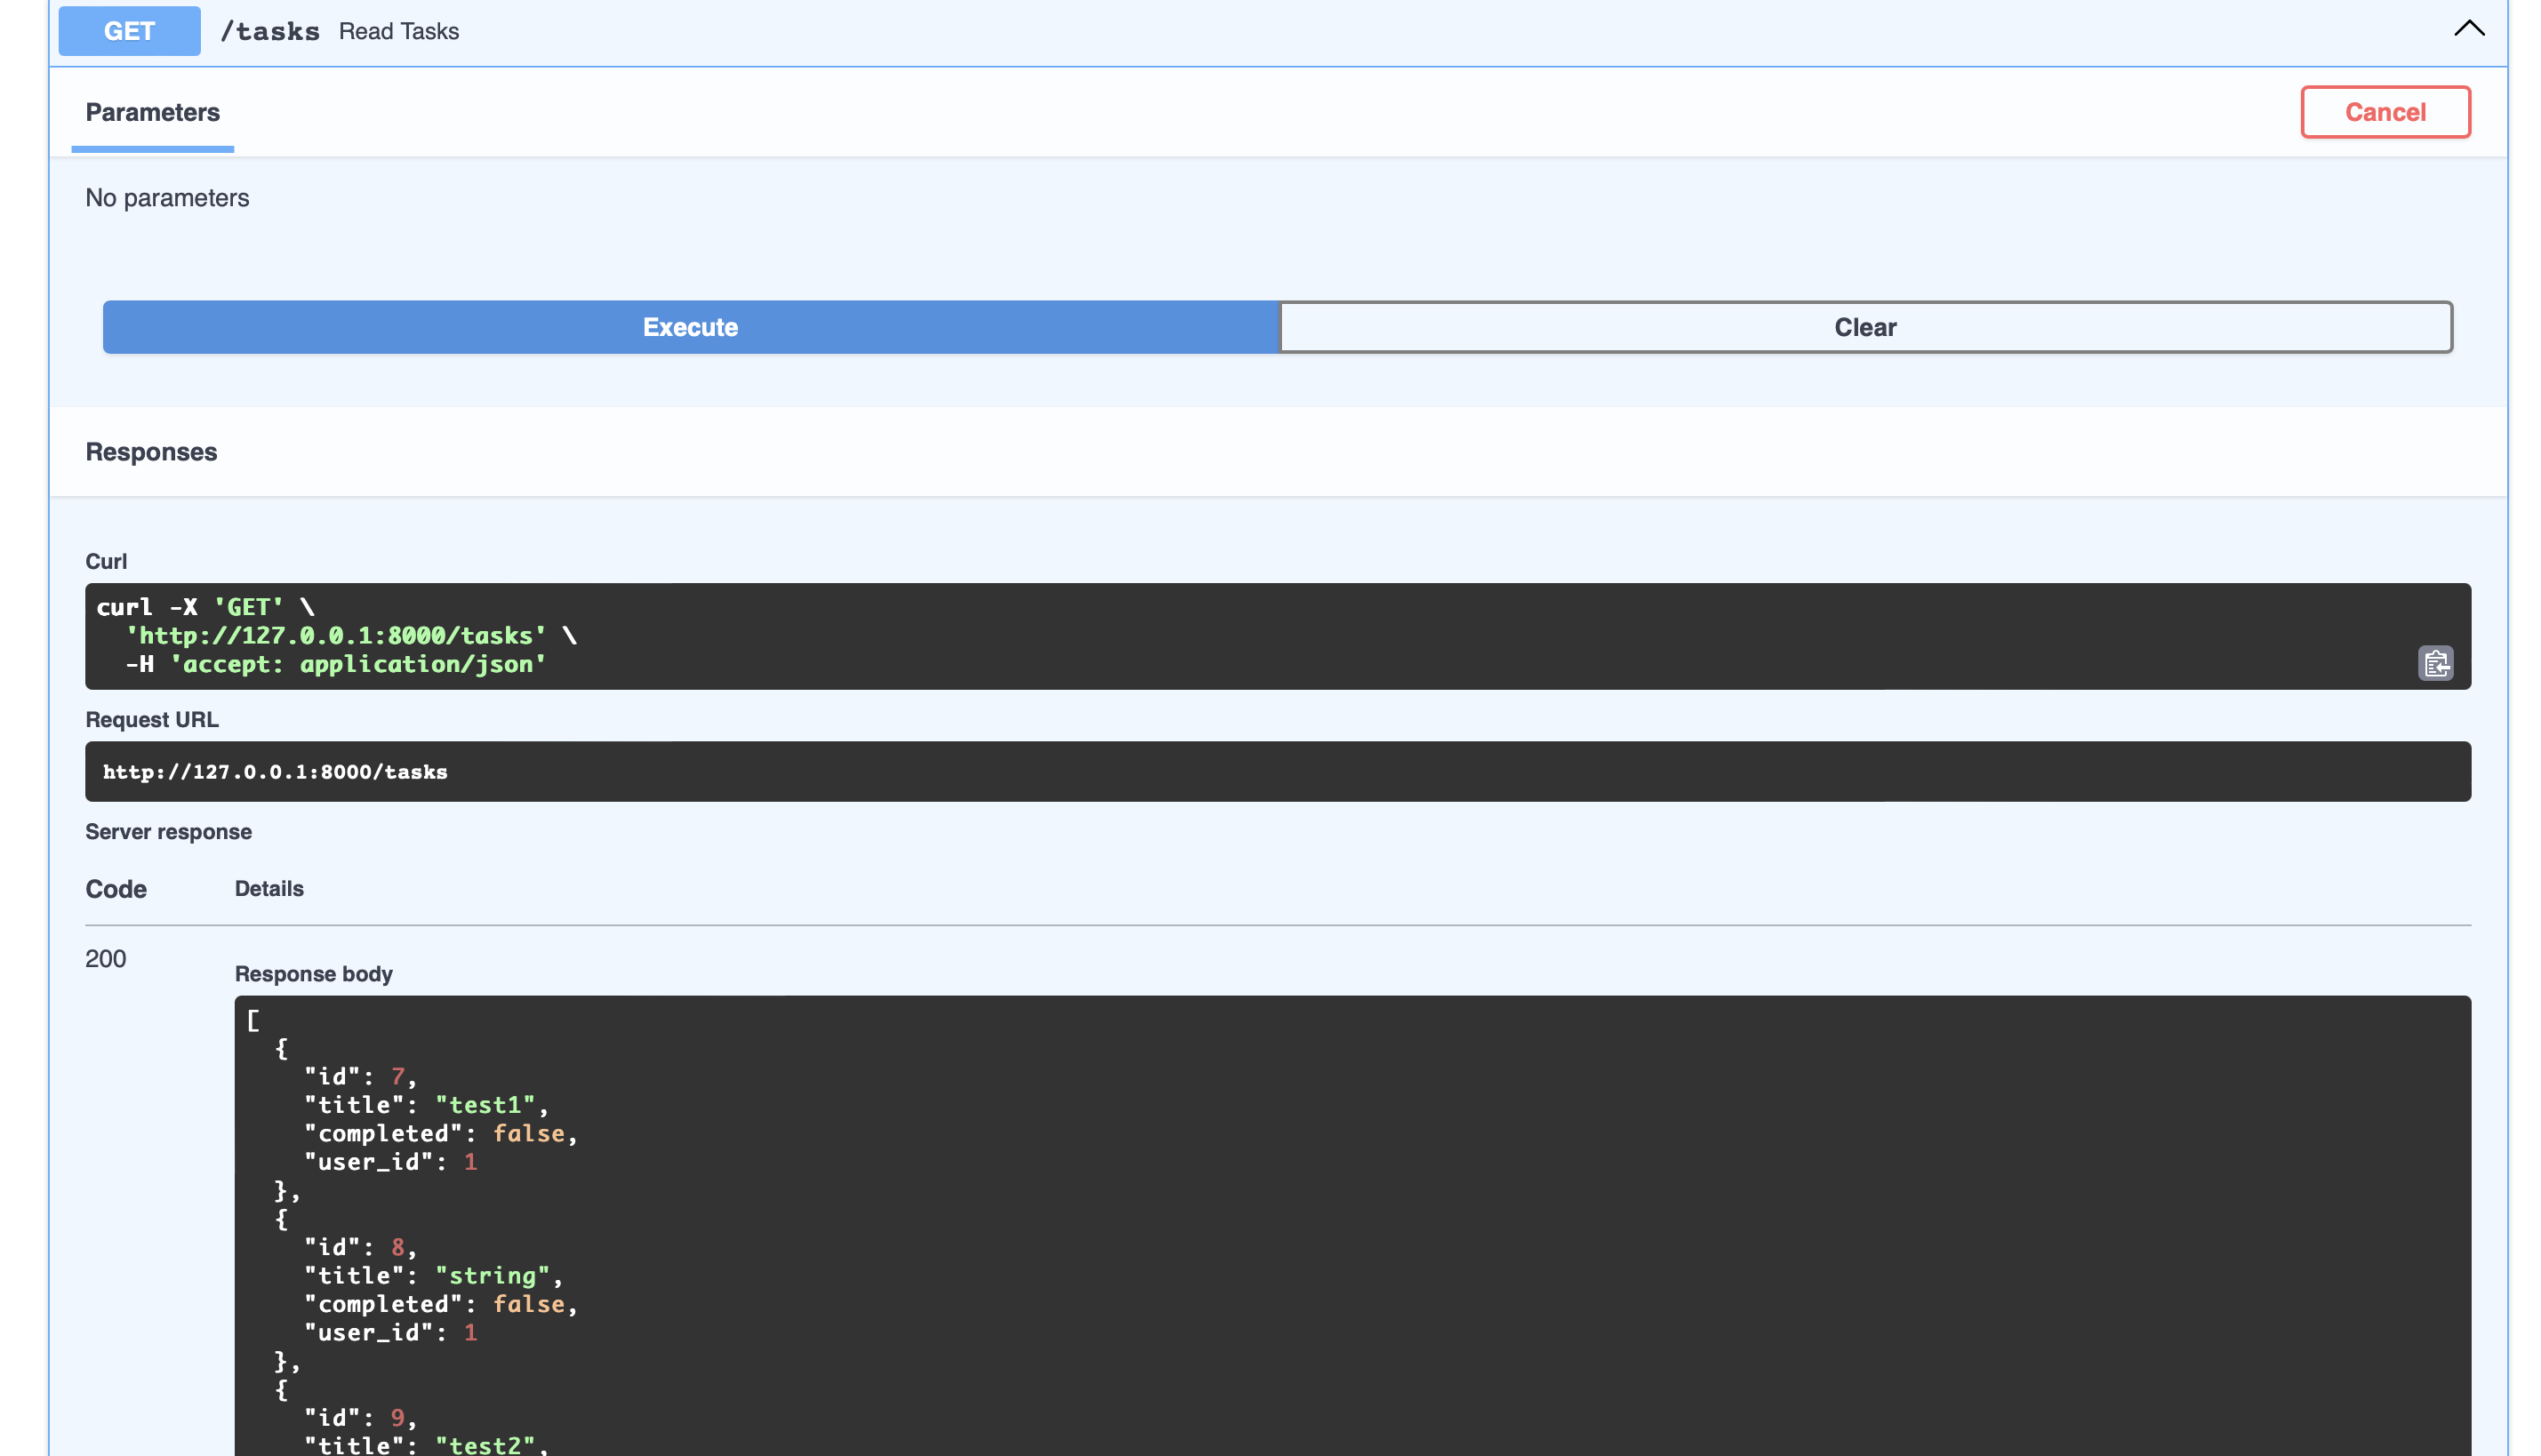 GET /tasks Read Tasks
Parameters
Cancel
No parameters
Execute
Clear
Responses
Curl
curl -X 'GET' \
  'http://127.0.0.1:8000/tasks' \
  -H 'accept: application/json'
Request URL
http://127.0.0.1:8000/tasks
Server response
Code Details
200
Response body
[
  {
    "id": 7,
    "title": "test1",
    "completed": false,
    "user_id": 1
  },
  {
    "id": 8,
    "title": "string",
    "completed": false,
    "user_id": 1
  },
  {
    "id": 9,
    "title": "test2",